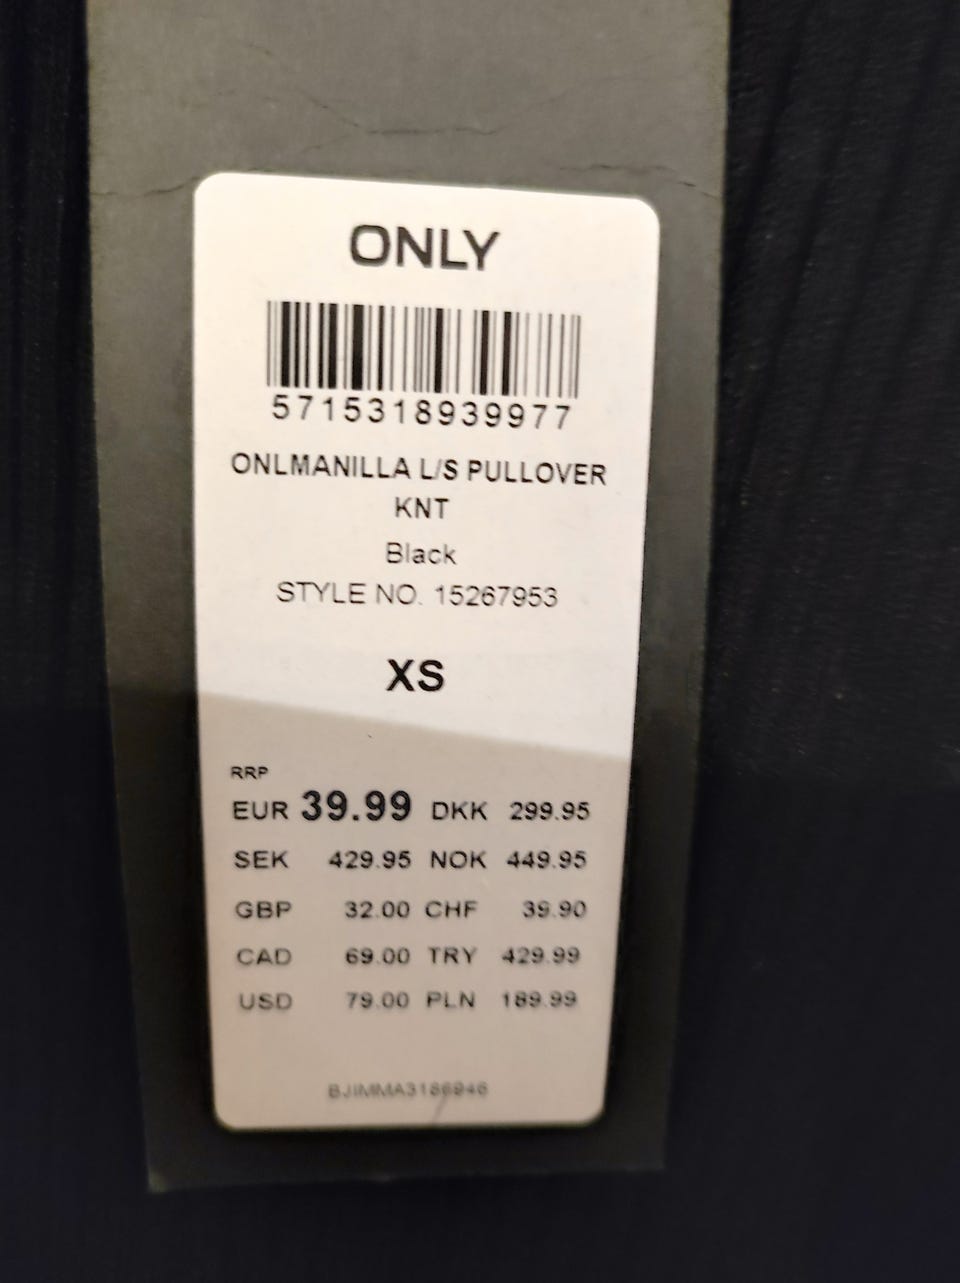 ONLY
5715318939977
ONLMANILLA L/S PULLOVER
KNT
Black
STYLE NO. 15267953
XS
RRP
EUR 39.99 DKK 299.95
SEK 429.95 NOK 449.95
GBP 32.00 CHF 39.90
CAD 69.00 TRY 429.99
USD 79.00 PLN 189.99
BJIMMA3186946